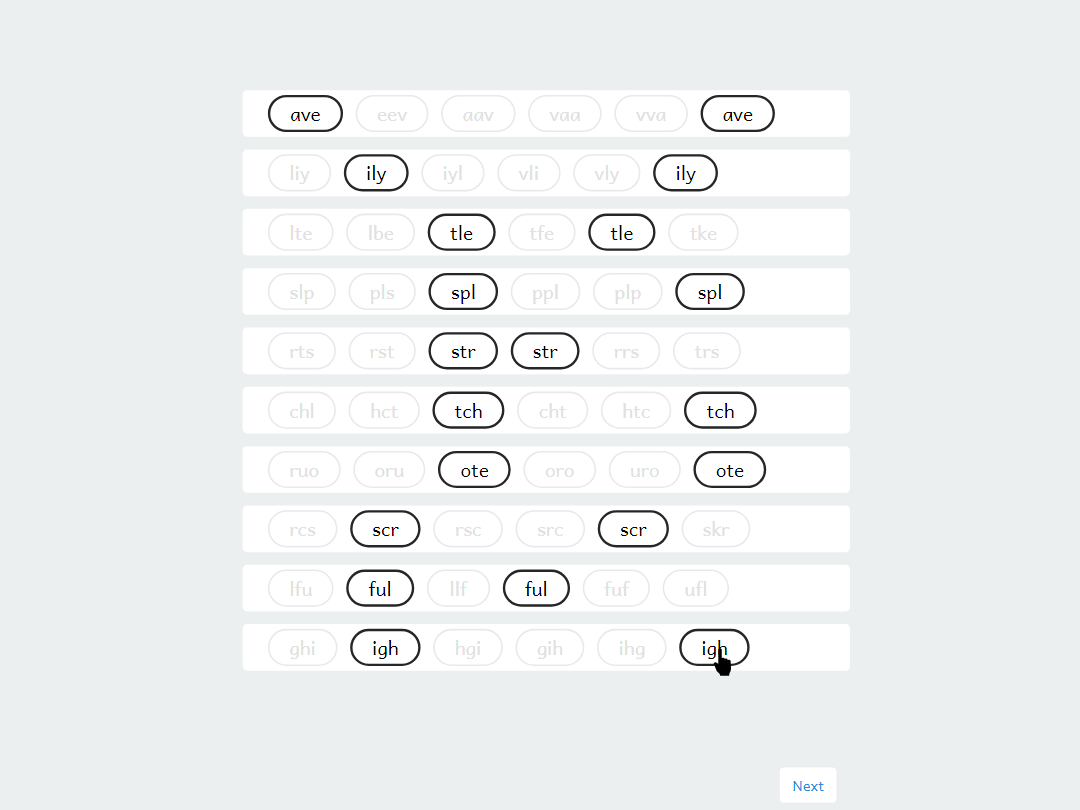 ave eev aav vaa vva ave
liy ily iyl vli vly ily
lte lbe tle tfe tle tke
slp pls spl ppl plp spl
rts rst str str rrs trs
chl hct tch cht htc tch
ruo oru ote oro uro ote
rcs scr rsc src scr skr
lfu ful llf ful fuf ufl
ghi igh hgi gih ihg igh
Next